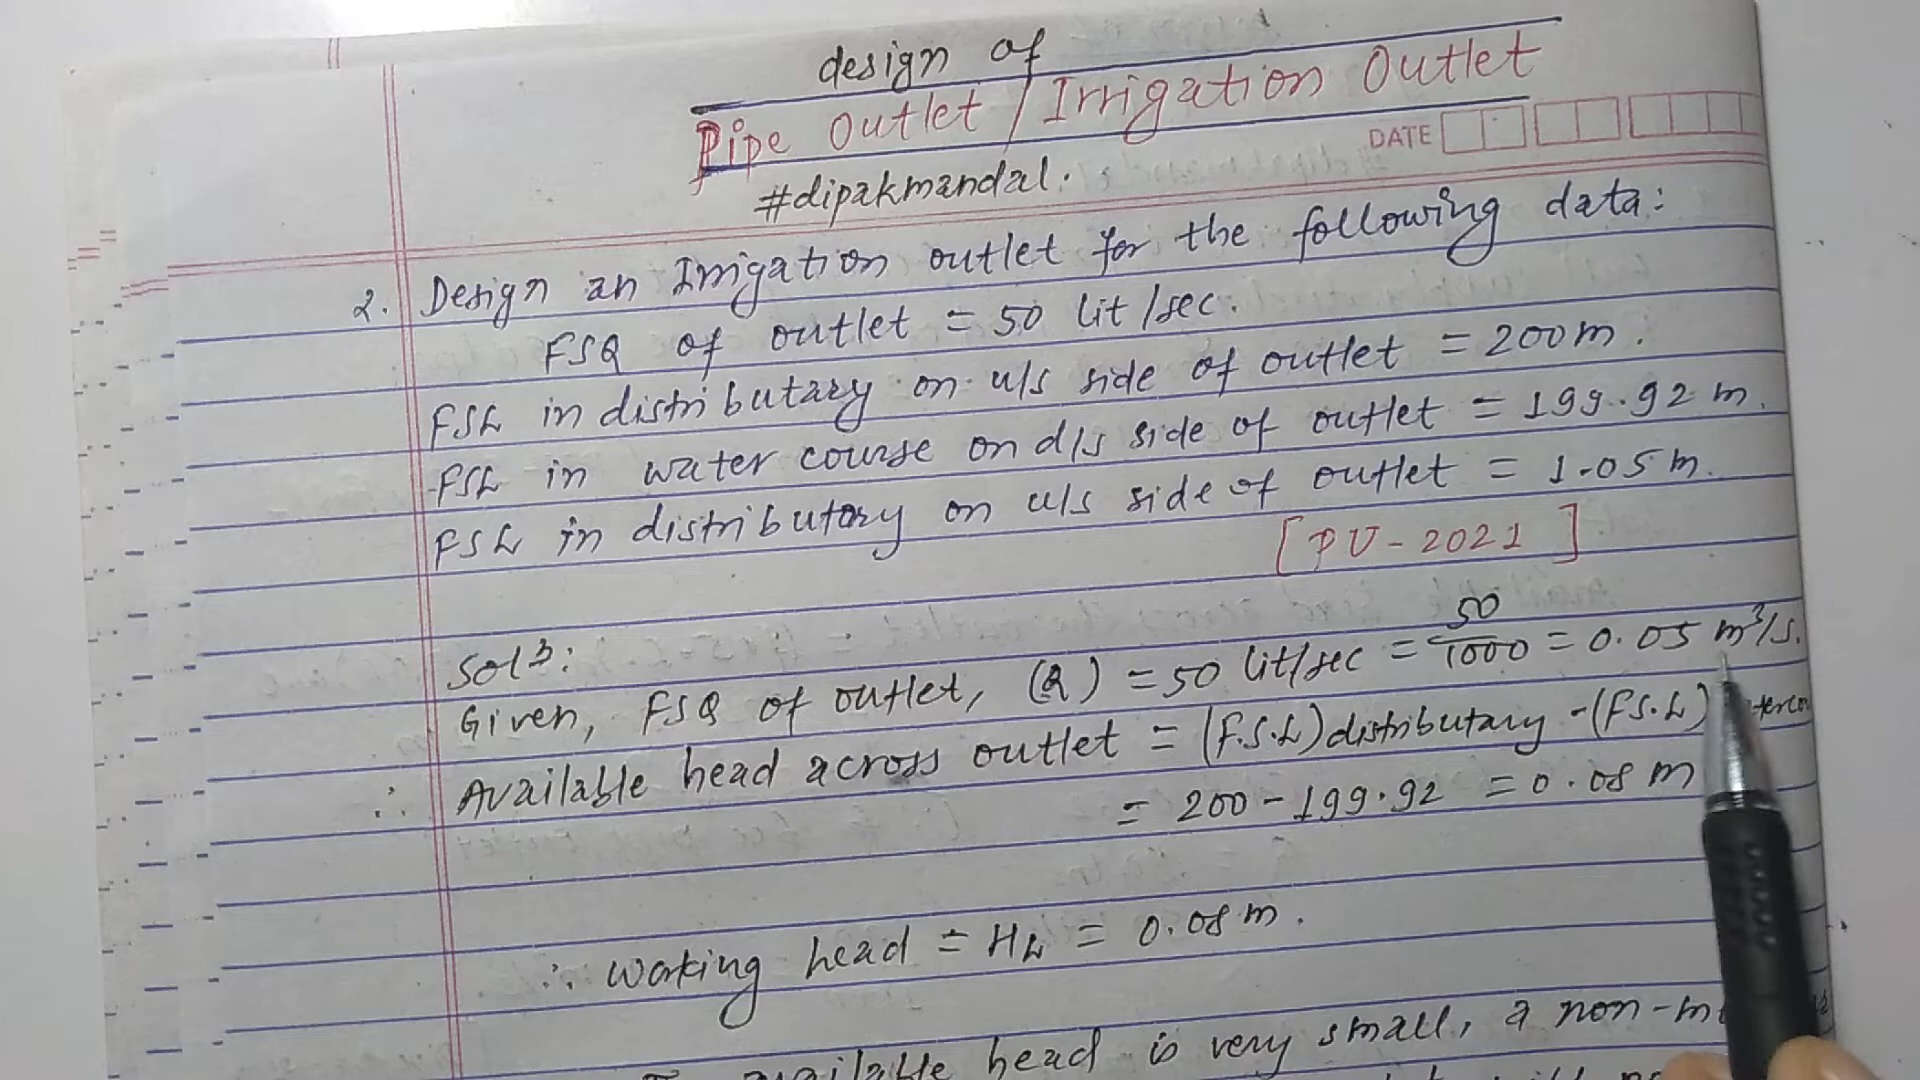 design of
Pipe Outlet / Irrigation Outlet
DATE
#dipakmandal.
2. Design an Irrigation outlet for the following data:
FSQ of outlet = 50 lit/sec.
FSL in distributary on u/s side of outlet = 200m.
FSL in water course on d/s side of outlet = 199.92 m.
FSL in distributory on u/s side of outlet = 1.05 m.
[PU-2021]
Soln:
Given, FSQ of outlet, (Q) = 50 lit/sec = 50/1000 = 0.05 m³/s.
∴ Available head across outlet = (F.S.L) distributary - (F.S.L)
= 200 - 199.92 = 0.08 m
∴ Working head = HL = 0.08 m.
available head is very small, a non-m